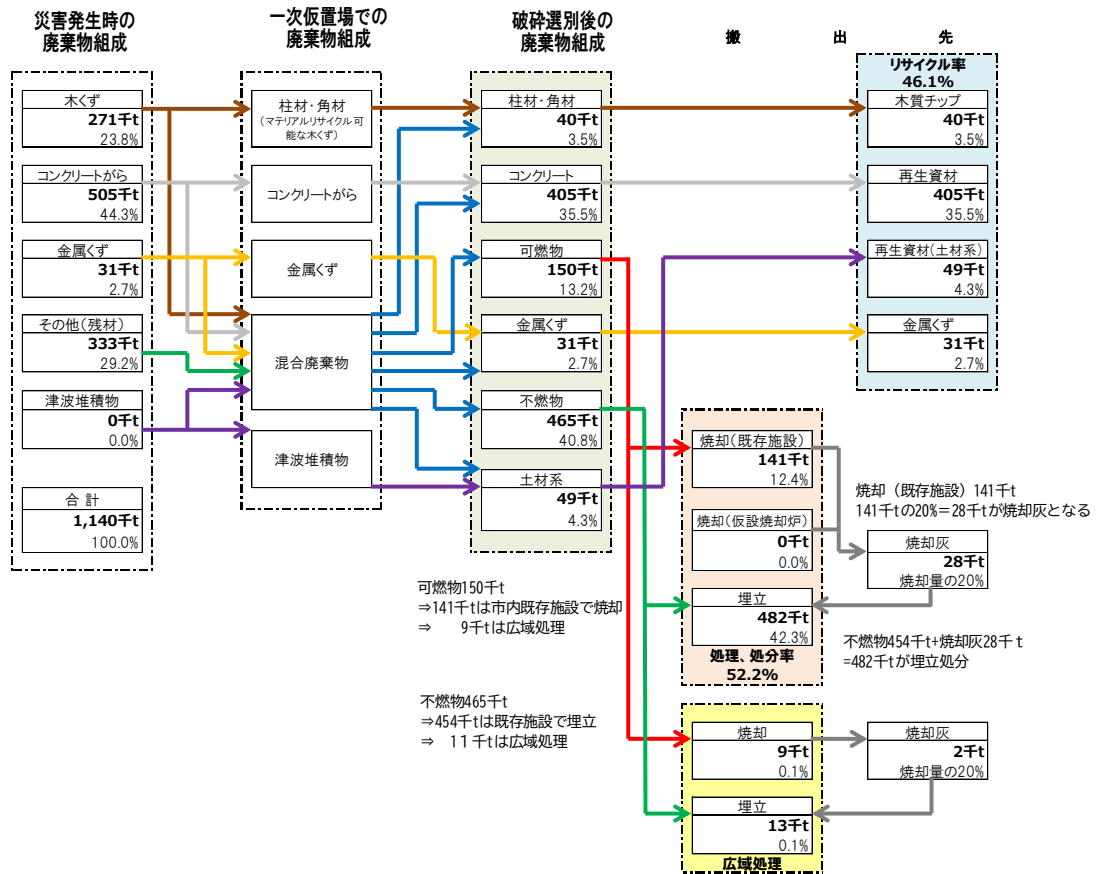 災害発生時の
廃棄物組成
木くず
271千t
23.8%
コンクリートがら
505千t
44.3%
金属くず
31千t
2.7%
その他(残材)
333千t
29.2%
津波堆積物
0千t
0.0%
合 計
1,140千t
100.0%
一次仮置場での
廃棄物組成
柱材・角材
(マテリアルリサイクル可
能な木くず)
コンクリートがら
金属くず
混合廃棄物
津波堆積物
破砕選別後の
廃棄物組成
柱材・角材
40千t
3.5%
コンクリート
405千t
35.5%
可燃物
150千t
13.2%
金属くず
31千t
2.7%
不燃物
465千t
40.8%
土材系
49千t
4.3%
搬 出 先
リサイクル率
46.1%
木質チップ
40千t
3.5%
再生資材
405千t
35.5%
再生資材(土材系)
49千t
4.3%
金属くず
31千t
2.7%
焼却(既存施設)
141千t
12.4%
焼却(仮設焼却炉)
0千t
0.0%
埋立
482千t
42.3%
処理、処分率
52.2%
焼却 (既存施設) 141千t
141千tの20%=28千tが焼却灰となる
焼却灰
28千t
焼却量の20%
不燃物454千t+焼却灰28千t
=482千tが埋立処分
可燃物150千t
⇒141千tは市内既存施設で焼却
⇒ 9千tは広域処理
不燃物465千t
⇒454千tは既存施設で埋立
⇒ 11千tは広域処理
焼却
9千t
0.1%
埋立
13千t
0.1%
広域処理
焼却灰
2千t
焼却量の20%